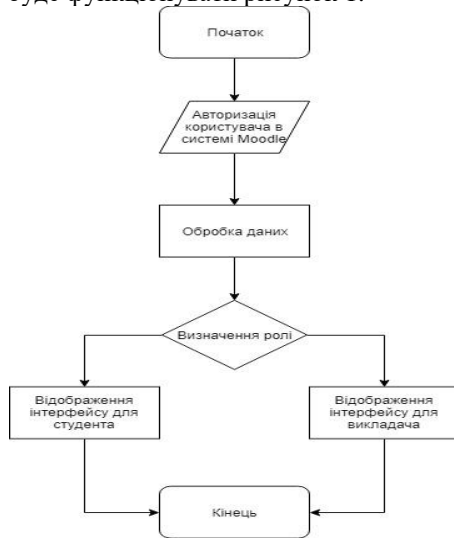 Початок
Авторизація
користувача в
системі Moodle
Обробка даних
Визначення ролі
Відображення
інтерфейсу для
студента
Відображення
інтерфейсу для
викладача
Кінець